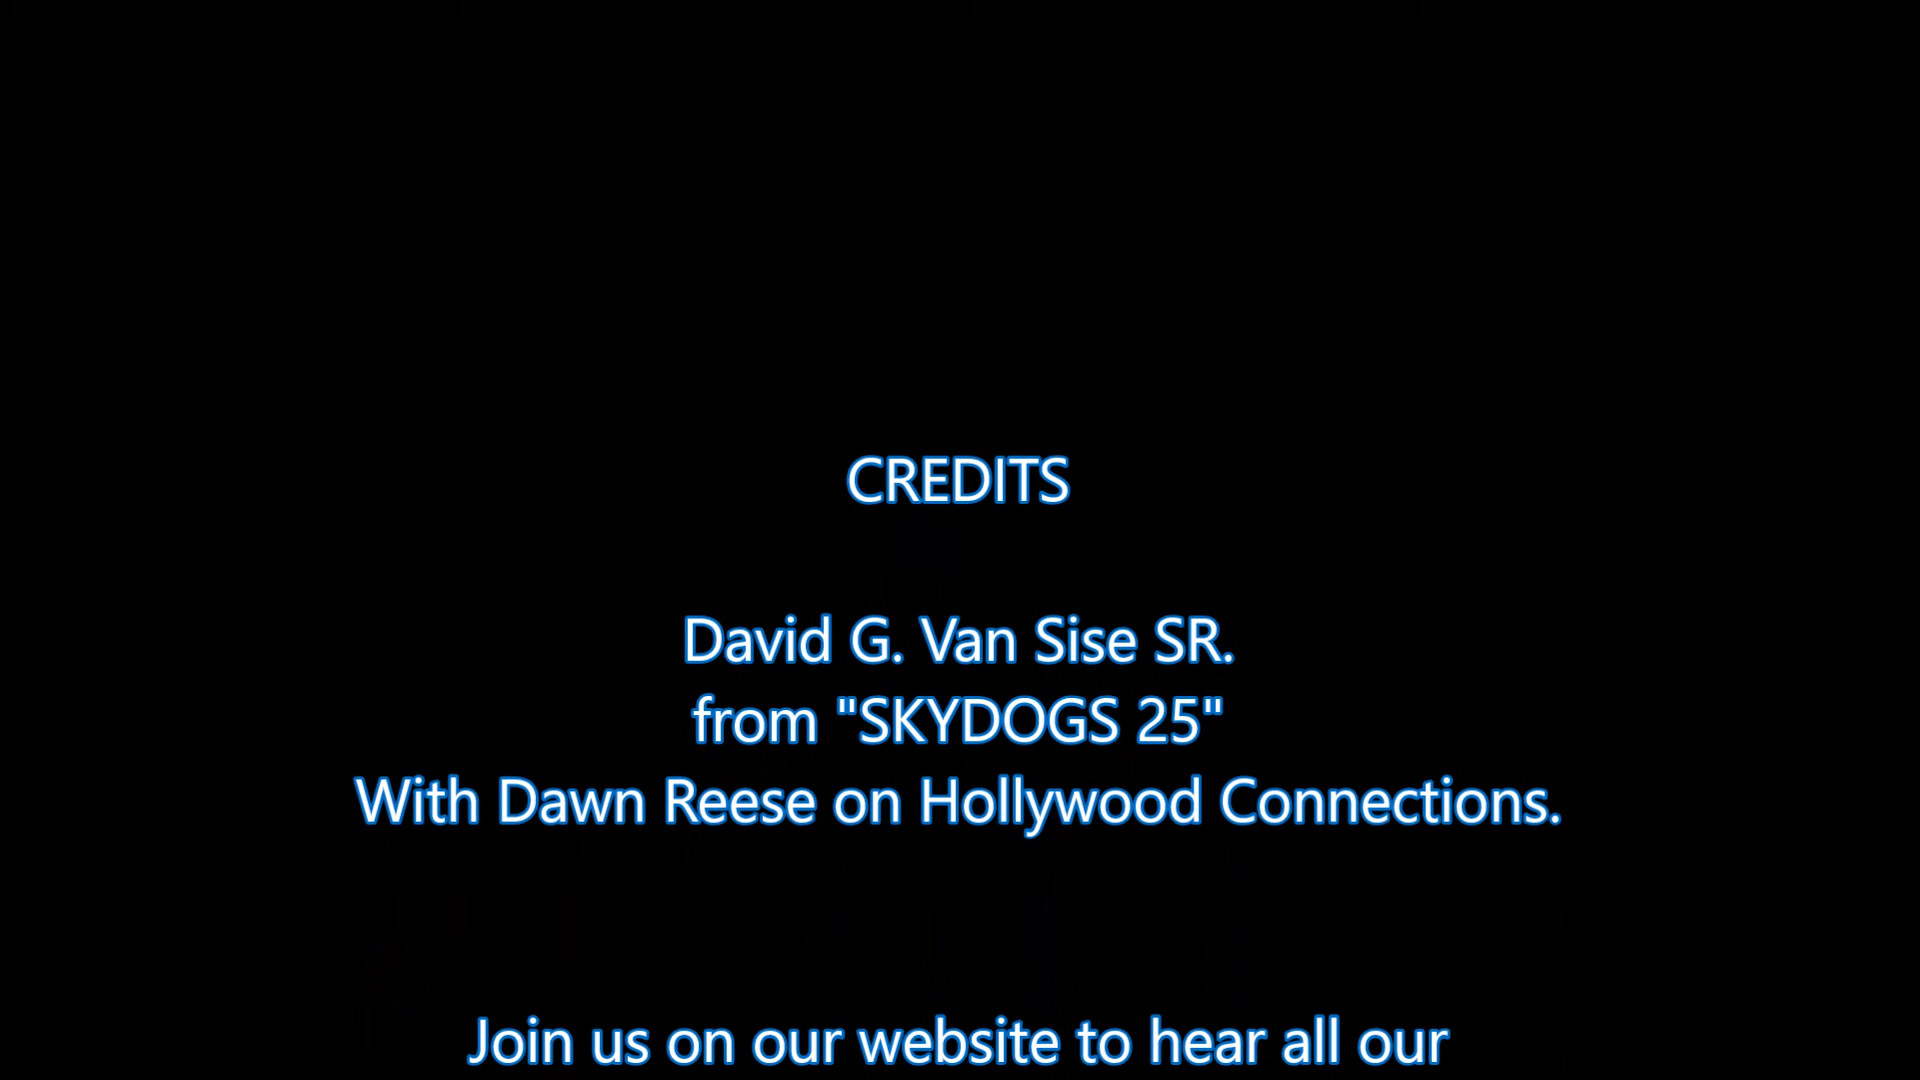 CREDITS
David G. Van Sise SR.
from "SKYDOGS 25"
With Dawn Reese on Hollywood Connections.
Join us on our website to hear all our